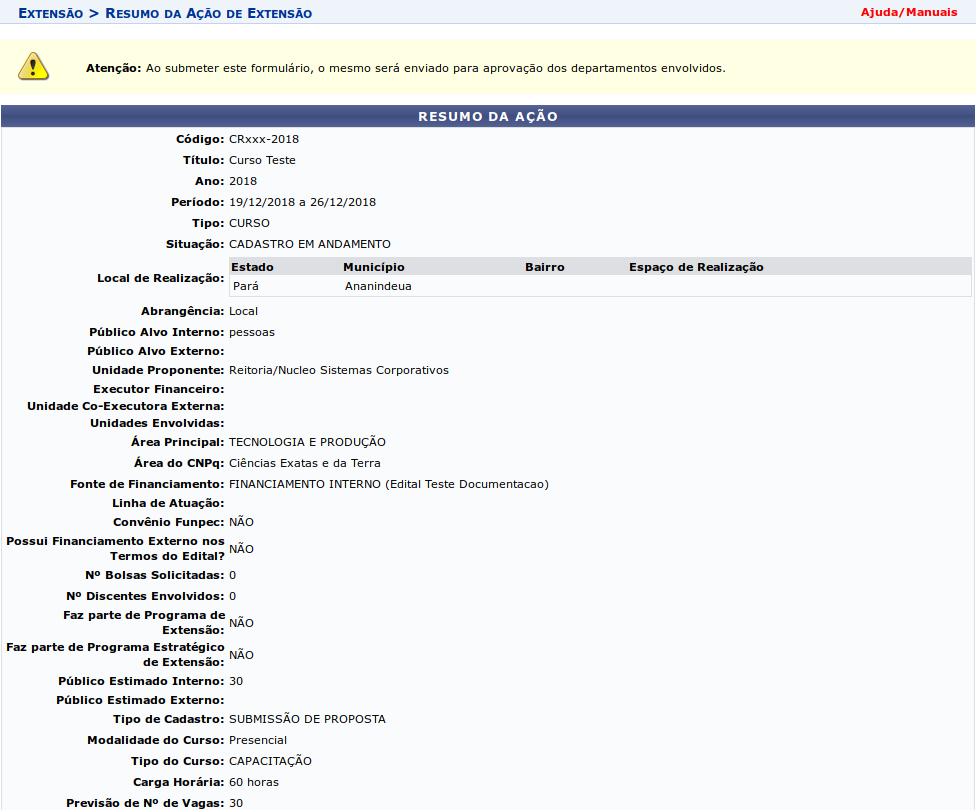 Extensão > Resumo da Ação de Extensão
Ajuda/Manuais
Atenção: Ao submeter este formulário, o mesmo será enviado para aprovação dos departamentos envolvidos.
RESUMO DA AÇÃO
Código: CRxxx-2018
Título: Curso Teste
Ano: 2018
Período: 19/12/2018 a 26/12/2018
Tipo: CURSO
Situação: CADASTRO EM ANDAMENTO
Local de Realização:
Estado Município Bairro Espaço de Realização
Pará Ananindeua
Abrangência: Local
Público Alvo Interno: pessoas
Público Alvo Externo:
Unidade Proponente: Reitoria/Nucleo Sistemas Corporativos
Executor Financeiro:
Unidade Co-Executora Externa:
Unidades Envolvidas:
Área Principal: TECNOLOGIA E PRODUÇÃO
Área do CNPq: Ciências Exatas e da Terra
Fonte de Financiamento: FINANCIAMENTO INTERNO (Edital Teste Documentacao)
Linha de Atuação:
Convênio Funpec: NÃO
Possui Financiamento Externo nos
Termos do Edital? NÃO
Nº Bolsas Solicitadas: 0
Nº Discentes Envolvidos: 0
Faz parte de Programa de
Extensão: NÃO
Faz parte de Programa Estratégico
de Extensão: NÃO
Público Estimado Interno: 30
Público Estimado Externo:
Tipo de Cadastro: SUBMISSÃO DE PROPOSTA
Modalidade do Curso: Presencial
Tipo do Curso: CAPACITAÇÃO
Carga Horária: 60 horas
Previsão de Nº de Vagas: 30